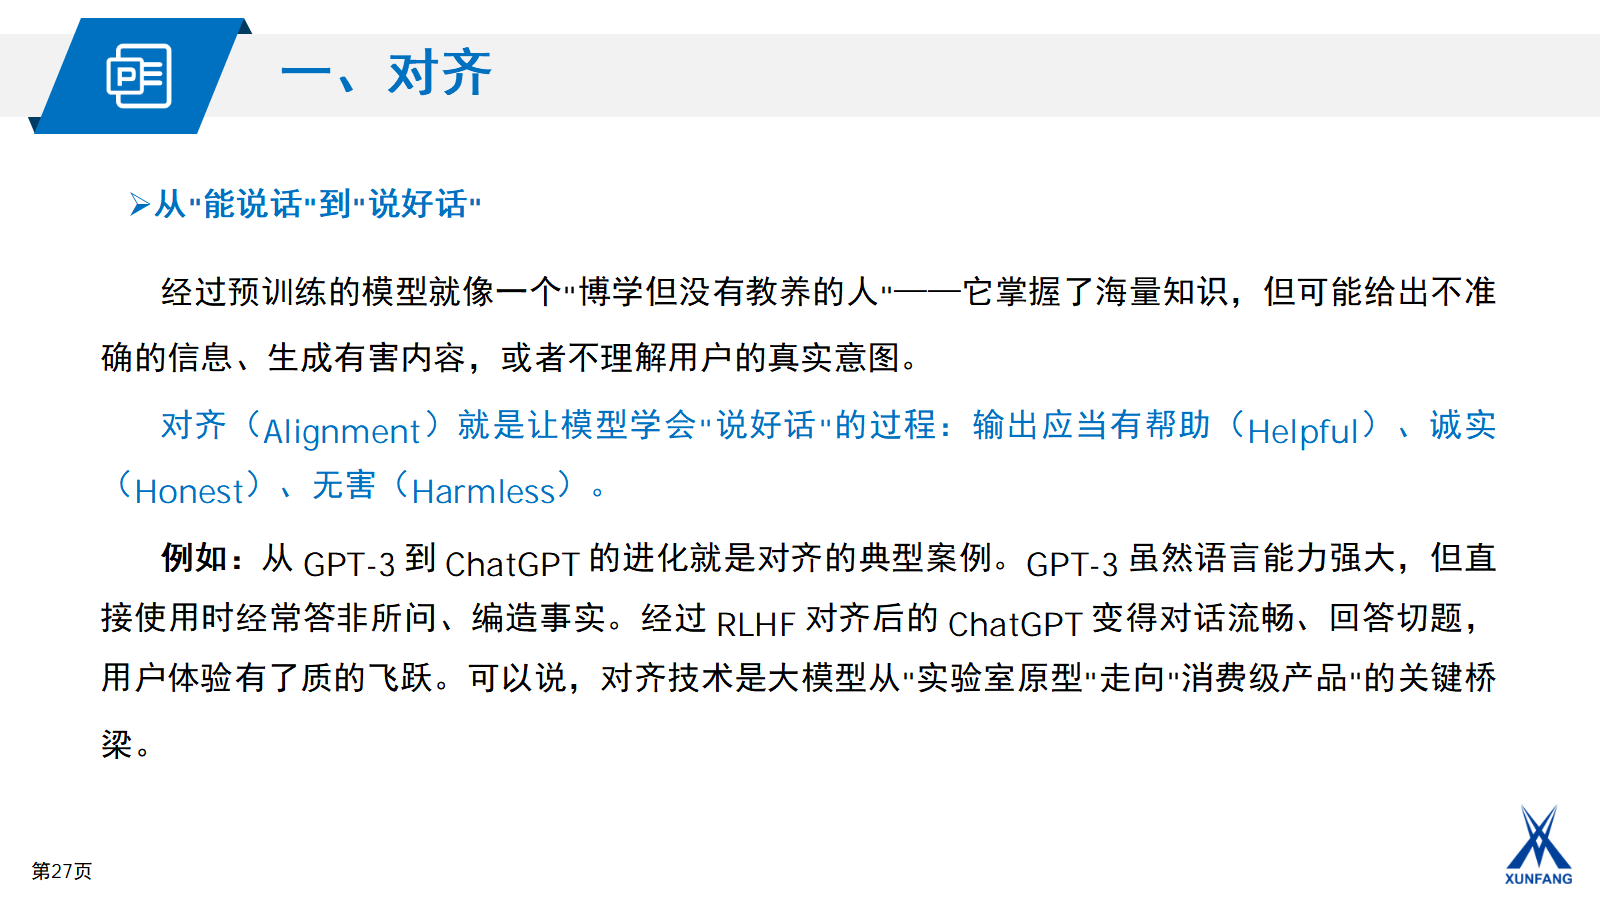 一、对齐
从"能说话"到"说好话"
经过预训练的模型就像一个"博学但没有教养的人"——它掌握了海量知识，但可能给出不准
确的信息、生成有害内容，或者不理解用户的真实意图。
对齐（Alignment）就是让模型学会"说好话"的过程：输出应当有帮助（Helpful）、诚实
（Honest）、无害（Harmless）。
例如：从 GPT-3 到 ChatGPT 的进化就是对齐的典型案例。GPT-3 虽然语言能力强大，但直
接使用时经常答非所问、编造事实。经过 RLHF 对齐后的 ChatGPT 变得对话流畅、回答切题，
用户体验有了质的飞跃。可以说，对齐技术是大模型从"实验室原型"走向"消费级产品"的关键桥
梁。
第27页
XUNFANG